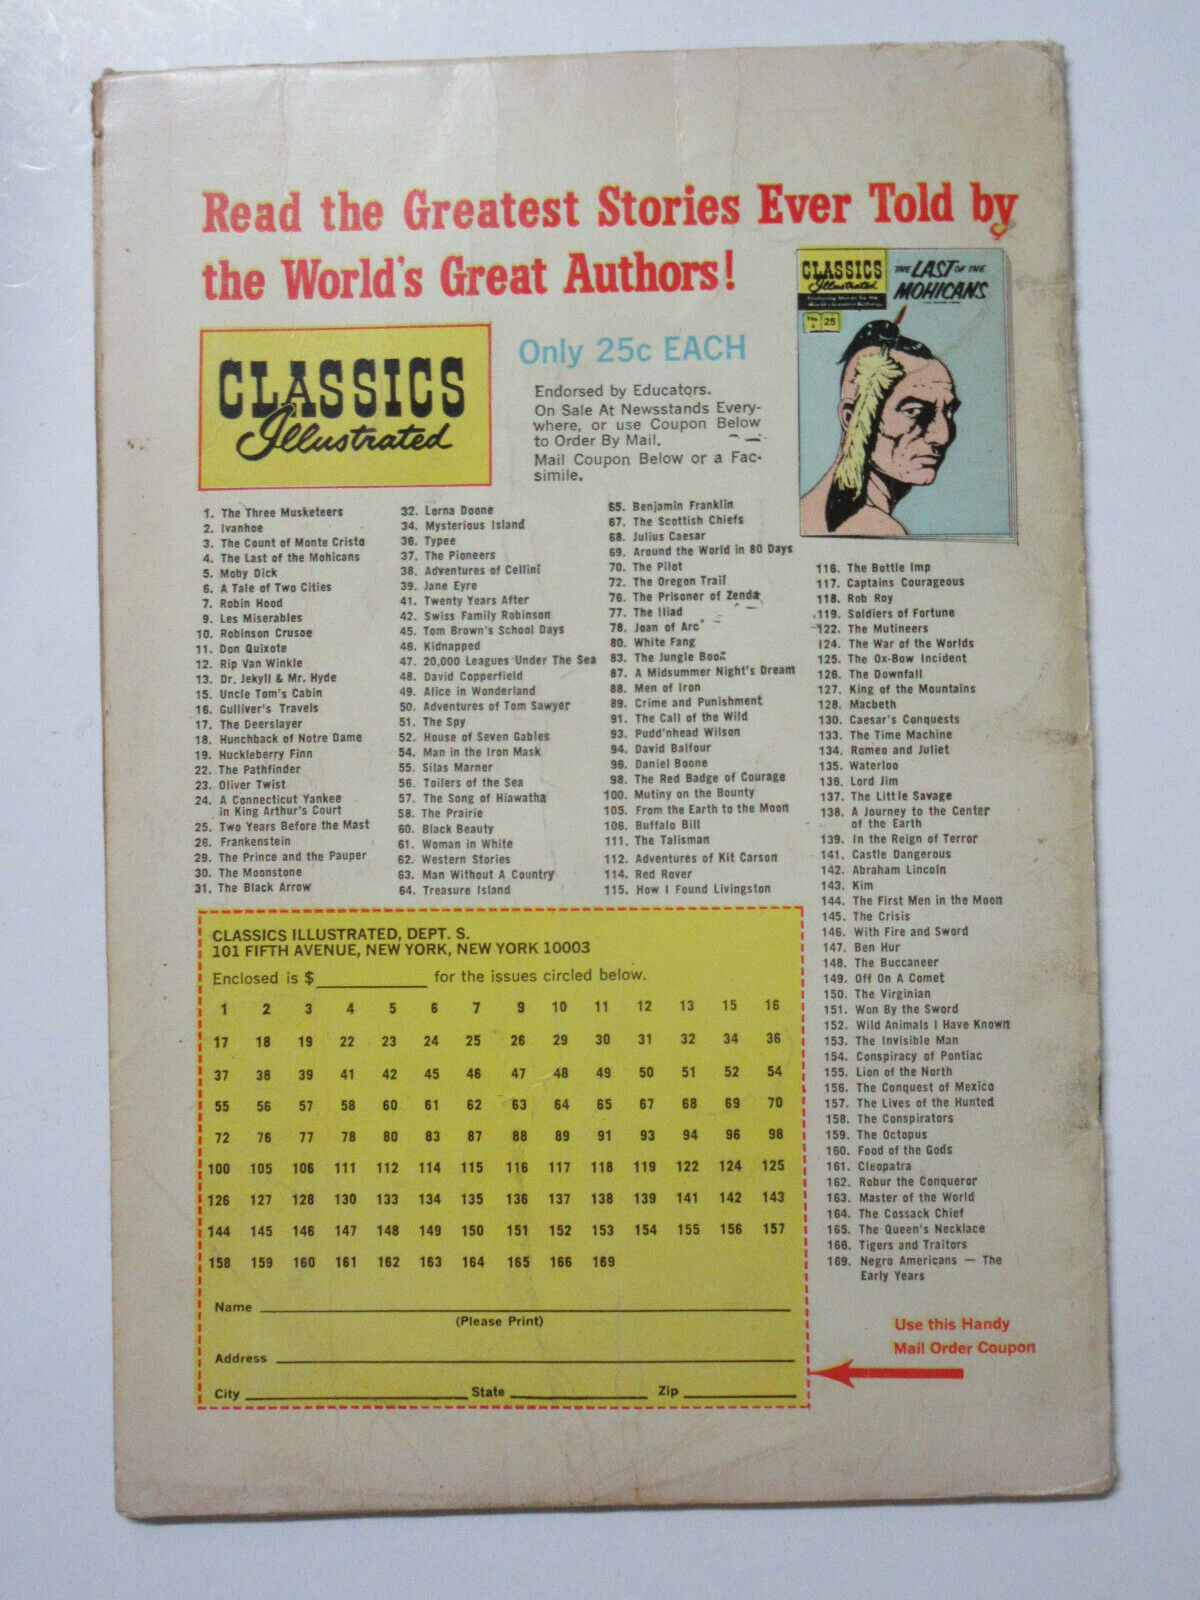 Read the Greatest Stories Ever Told by
the World's Great Authors!
CLASSICS
Illustrated
Only 25c EACH
Endorsed by Educators.
On Sale At Newsstands Every-
where, or use Coupon Below
to Order By Mail.
Mail Coupon Below or a Fac-
simile.
CLASSICS
Illustrated
Featuring Stories by the
World's Greatest Authors
No. 4
25
THE LAST OF THE
MOHICANS
1. The Three Musketeers
2. Ivanhoe
3. The Count of Monte Cristo
4. The Last of the Mohicans
5. Moby Dick
6. A Tale of Two Cities
7. Robin Hood
9. Les Miserables
10. Robinson Crusoe
11. Don Quixote
12. Rip Van Winkle
13. Dr. Jekyll & Mr. Hyde
15. Uncle Tom's Cabin
16. Gulliver's Travels
17. The Deerslayer
18. Hunchback of Notre Dame
19. Huckleberry Finn
22. The Pathfinder
23. Oliver Twist
24. A Connecticut Yankee
in King Arthur's Court
25. Two Years Before the Mast
26. Frankenstein
29. The Prince and the Pauper
30. The Moonstone
31. The Black Arrow
32. Lorna Doone
34. Mysterious Island
36. Typee
37. The Pioneers
38. Adventures of Cellini
39. Jane Eyre
41. Twenty Years After
42. Swiss Family Robinson
45. Tom Brown's School Days
46. Kidnapped
47. 20,000 Leagues Under The Sea
48. David Copperfield
49. Alice in Wonderland
50. Adventures of Tom Sawyer
51. The Spy
52. House of Seven Gables
54. Man in the Iron Mask
55. Silas Marner
56. Toilers of the Sea
57. The Song of Hiawatha
58. The Prairie
60. Black Beauty
61. Woman in White
62. Western Stories
63. Man Without A Country
64. Treasure Island
65. Benjamin Franklin
67. The Scottish Chiefs
68. Julius Caesar
69. Around the World in 80 Days
70. The Pilot
72. The Oregon Trail
76. The Prisoner of Zenda
77. The Iliad
78. Joan of Arc
80. White Fang
83. The Jungle Book
87. A Midsummer Night's Dream
88. Men of Iron
89. Crime and Punishment
91. The Call of the Wild
93. Pudd'nhead Wilson
94. David Balfour
96. Daniel Boone
98. The Red Badge of Courage
100. Mutiny on the Bounty
105. From the Earth to the Moon
106. Buffalo Bill
111. The Talisman
112. Adventures of Kit Carson
114. Red Rover
115. How I Found Livingston
116. The Bottle Imp
117. Captains Courageous
118. Rob Roy
119. Soldiers of Fortune
122. The Mutineers
124. The War of the Worlds
125. The Ox-Bow Incident
126. The Downfall
127. King of the Mountains
128. Macbeth
130. Caesar's Conquests
133. The Time Machine
134. Romeo and Juliet
135. Waterloo
136. Lord Jim
137. The Little Savage
138. A Journey to the Center
of the Earth
139. In the Reign of Terror
141. Castle Dangerous
142. Abraham Lincoln
143. Kim
144. The First Men in the Moon
145. The Crisis
146. With Fire and Sword
147. Ben Hur
148. The Buccaneer
149. Off On A Comet
150. The Virginian
151. Won By the Sword
152. Wild Animals I Have Known
153. The Invisible Man
154. Conspiracy of Pontiac
155. Lion of the North
156. The Conquest of Mexico
157. The Lives of the Hunted
158. The Conspirators
159. The Octopus
160. Food of the Gods
161. Cleopatra
162. Robur the Conqueror
163. Master of the World
164. The Cossack Chief
165. The Queen's Necklace
166. Tigers and Traitors
169. Negro Americans — The
Early Years
CLASSICS ILLUSTRATED, DEPT. S.
101 FIFTH AVENUE, NEW YORK, NEW YORK 10003
Enclosed is $ for the issues circled below.
1 2 3 4 5 6 7 9 10 11 12 13 15 16
17 18 19 22 23 24 25 26 29 30 31 32 34 36
37 38 39 41 42 45 46 47 48 49 50 51 52 54
55 56 57 58 60 61 62 63 64 65 67 68 69 70
72 76 77 78 80 83 87 88 89 91 93 94 96 98
100 105 106 111 112 114 115 116 117 118 119 122 124 125
126 127 128 130 133 134 135 136 137 138 139 141 142 143
144 145 146 147 148 149 150 151 152 153 154 155 156 157
158 159 160 161 162 163 164 165 166 169
Name
(Please Print)
Address
City State Zip
Use this Handy
Mail Order Coupon